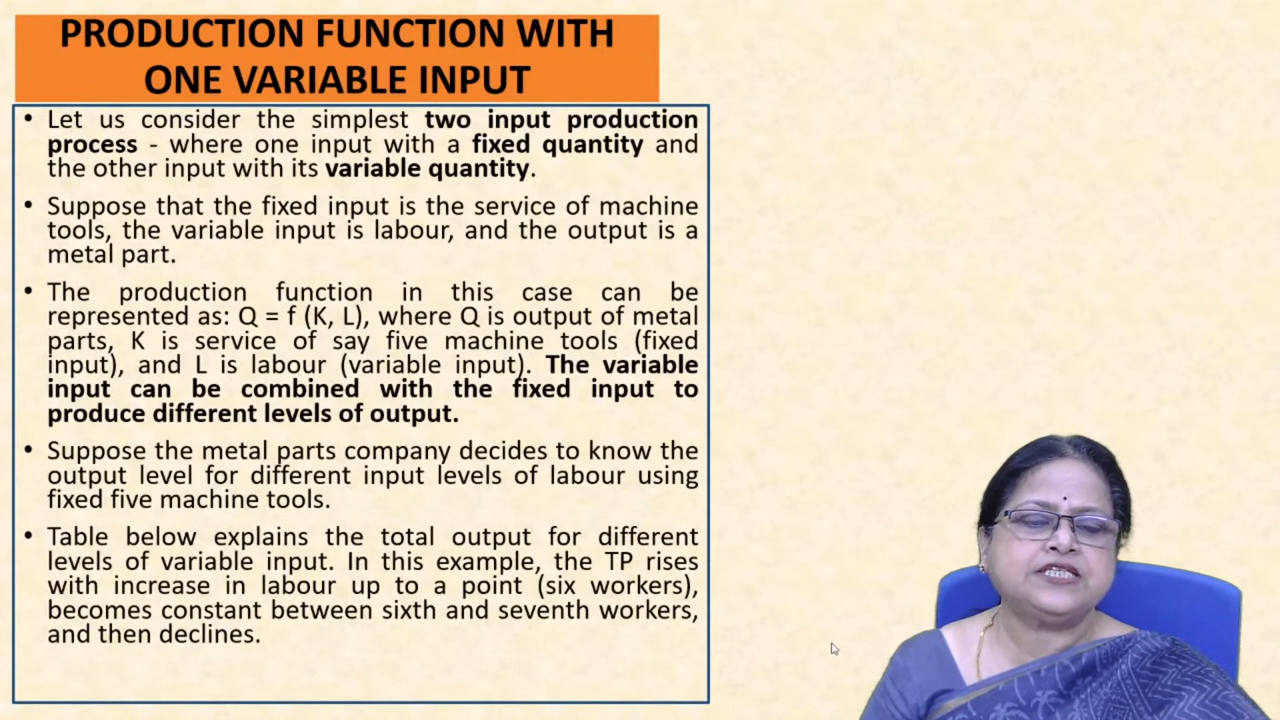 PRODUCTION FUNCTION WITH
ONE VARIABLE INPUT
• Let us consider the simplest two input production
process - where one input with a fixed quantity and
the other input with its variable quantity.
• Suppose that the fixed input is the service of machine
tools, the variable input is labour, and the output is a
metal part.
• The production function in this case can be
represented as: Q = f (K, L), where Q is output of metal
parts, K is service of say five machine tools (fixed
input), and L is labour (variable input). The variable
input can be combined with the fixed input to
produce different levels of output.
• Suppose the metal parts company decides to know the
output level for different input levels of labour using
fixed five machine tools.
• Table below explains the total output for different
levels of variable input. In this example, the TP rises
with increase in labour up to a point (six workers),
becomes constant between sixth and seventh workers,
and then declines.